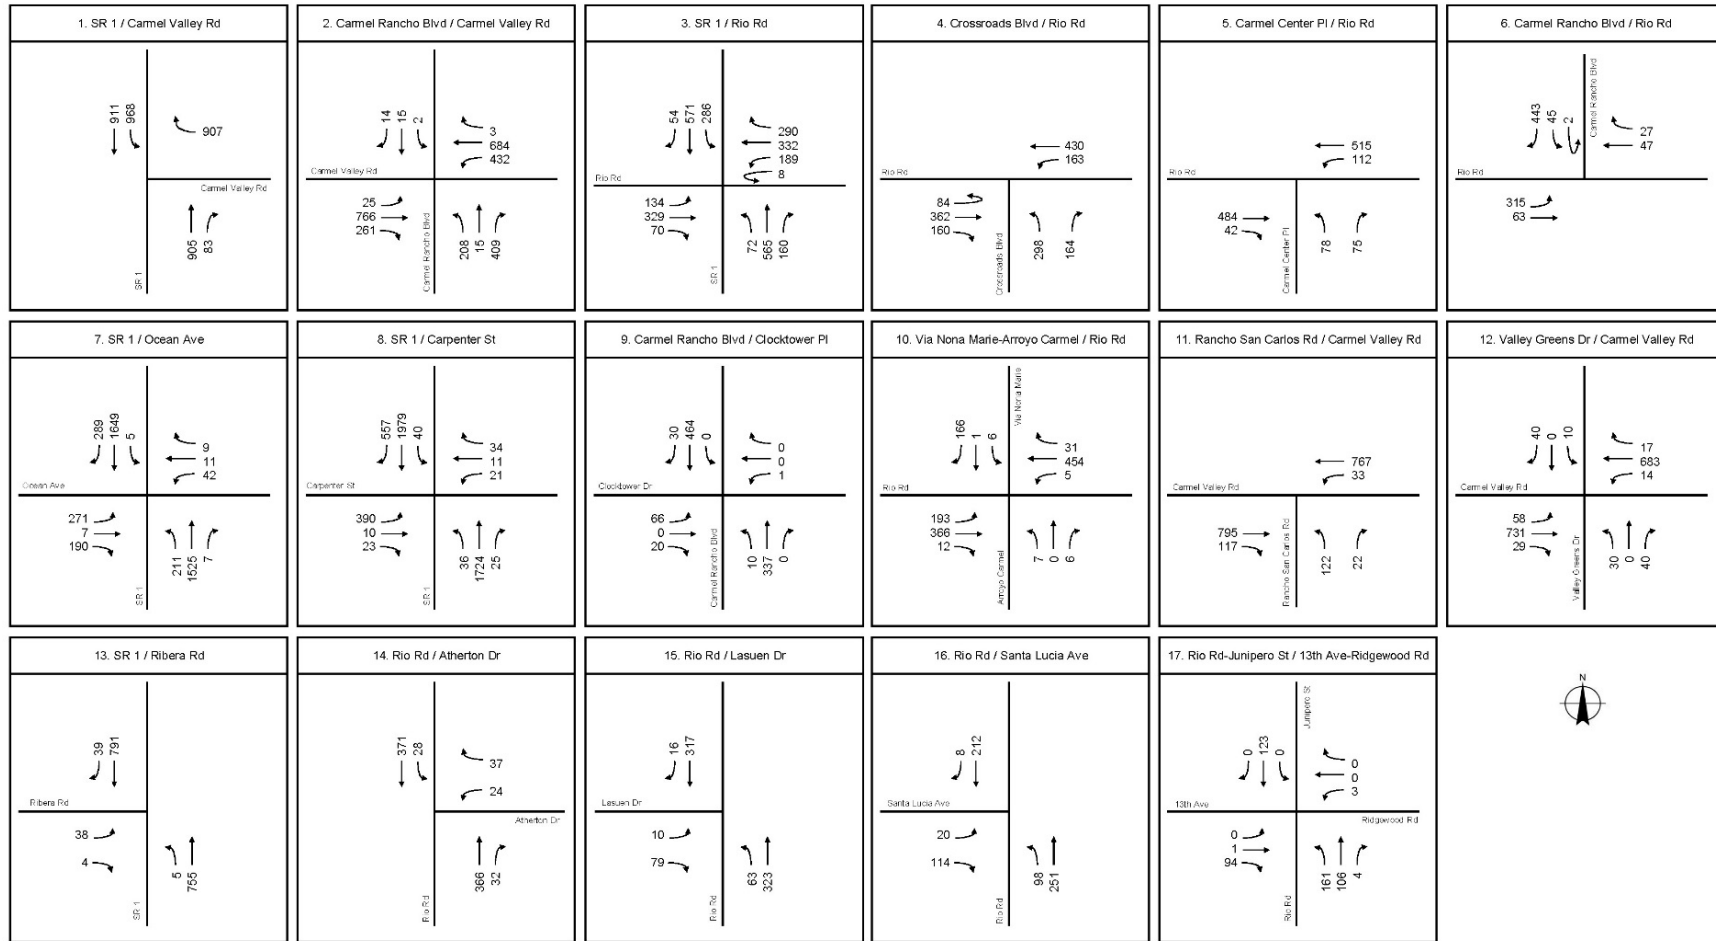 1. SR 1 / Carmel Valley Rd
911
968
907
Carmel Valley Rd
905
83
SR 1
2. Carmel Rancho Blvd / Carmel Valley Rd
14
15
2
3
684
432
Carmel Valley Rd
25
766
261
Carmel Rancho Blvd
208
15
409
3. SR 1 / Rio Rd
54
571
286
290
332
189
8
Rio Rd
134
329
70
72
565
160
SR 1
4. Crossroads Blvd / Rio Rd
430
163
Rio Rd
84
362
160
Crossroads Blvd
298
164
5. Carmel Center Pl / Rio Rd
515
112
Rio Rd
484
42
Carmel Center Pl
78
75
6. Carmel Rancho Blvd / Rio Rd
443
45
2
Carmel Rancho Blvd
27
47
Rio Rd
315
63
7. SR 1 / Ocean Ave
289
1649
5
9
11
42
Ocean Ave
271
7
190
211
1525
7
SR 1
8. SR 1 / Carpenter St
557
1979
40
34
11
21
Carpenter St
390
10
23
36
1724
25
SR 1
9. Carmel Rancho Blvd / Clocktower Pl
30
464
0
0
0
1
Clocktower Dr
66
0
20
Carmel Rancho Blvd
10
337
0
10. Via Nona Marie-Arroyo Carmel / Rio Rd
166
1
6
Via Nona Marie
31
454
5
Rio Rd
193
366
12
Arroyo Carmel
7
0
6
11. Rancho San Carlos Rd / Carmel Valley Rd
767
33
Carmel Valley Rd
795
117
Rancho San Carlos Rd
122
22
12. Valley Greens Dr / Carmel Valley Rd
40
0
10
17
683
14
Carmel Valley Rd
58
731
29
Valley Greens Dr
30
0
40
13. SR 1 / Ribera Rd
39
791
Ribera Rd
38
4
5
755
SR 1
14. Rio Rd / Atherton Dr
371
28
37
24
Atherton Dr
366
32
Rio Rd
15. Rio Rd / Lasuen Dr
16
317
Lasuen Dr
10
79
63
323
Rio Rd
16. Rio Rd / Santa Lucia Ave
8
212
Santa Lucia Ave
20
114
98
251
Rio Rd
17. Rio Rd-Junipero St / 13th Ave-Ridgewood Rd
0
123
0
Junipero St
0
0
3
13th Ave
Ridgewood Rd
0
1
94
161
106
4
Rio Rd
N